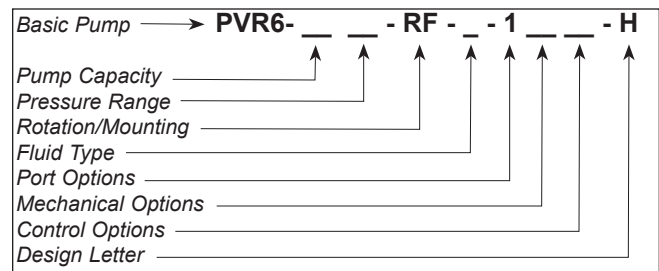 Basic Pump PVR6- __ __ - RF - _ - 1 __ __ - H
Pump Capacity
Pressure Range
Rotation/Mounting
Fluid Type
Port Options
Mechanical Options
Control Options
Design Letter